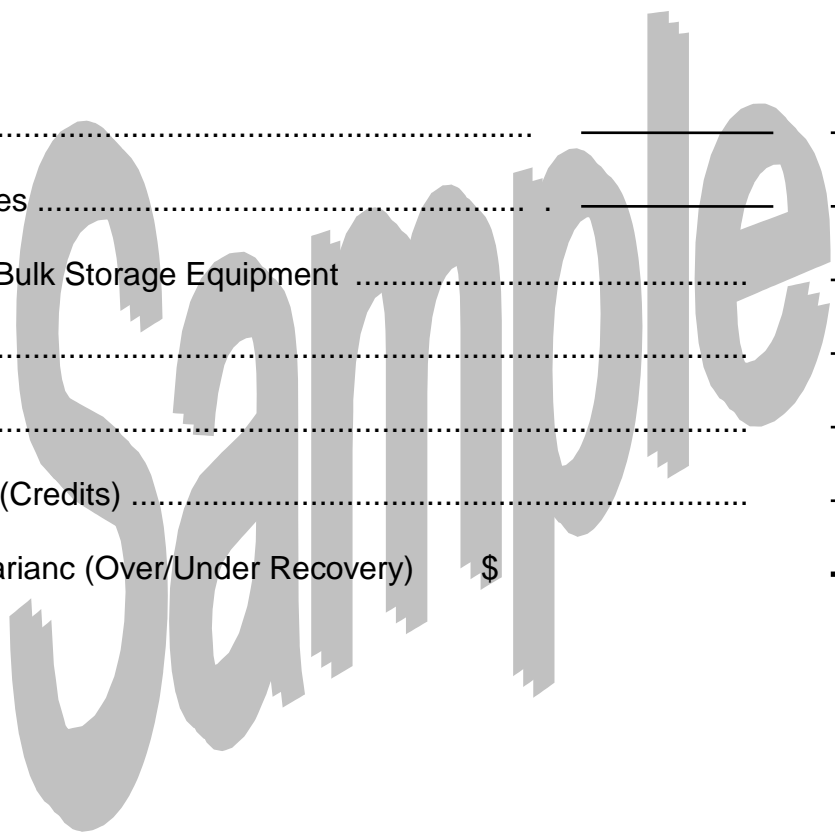 ....................................................................
es ............................................................. .
Bulk Storage Equipment ................................................
............................................................................................
............................................................................................
(Credits) ...........................................................................
arianc (Over/Under Recovery) $
Sample